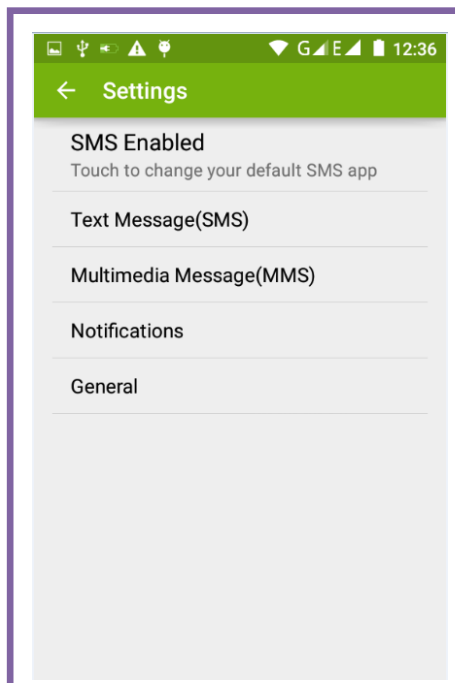 G E 12:36
Settings
SMS Enabled
Touch to change your default SMS app
Text Message(SMS)
Multimedia Message(MMS)
Notifications
General